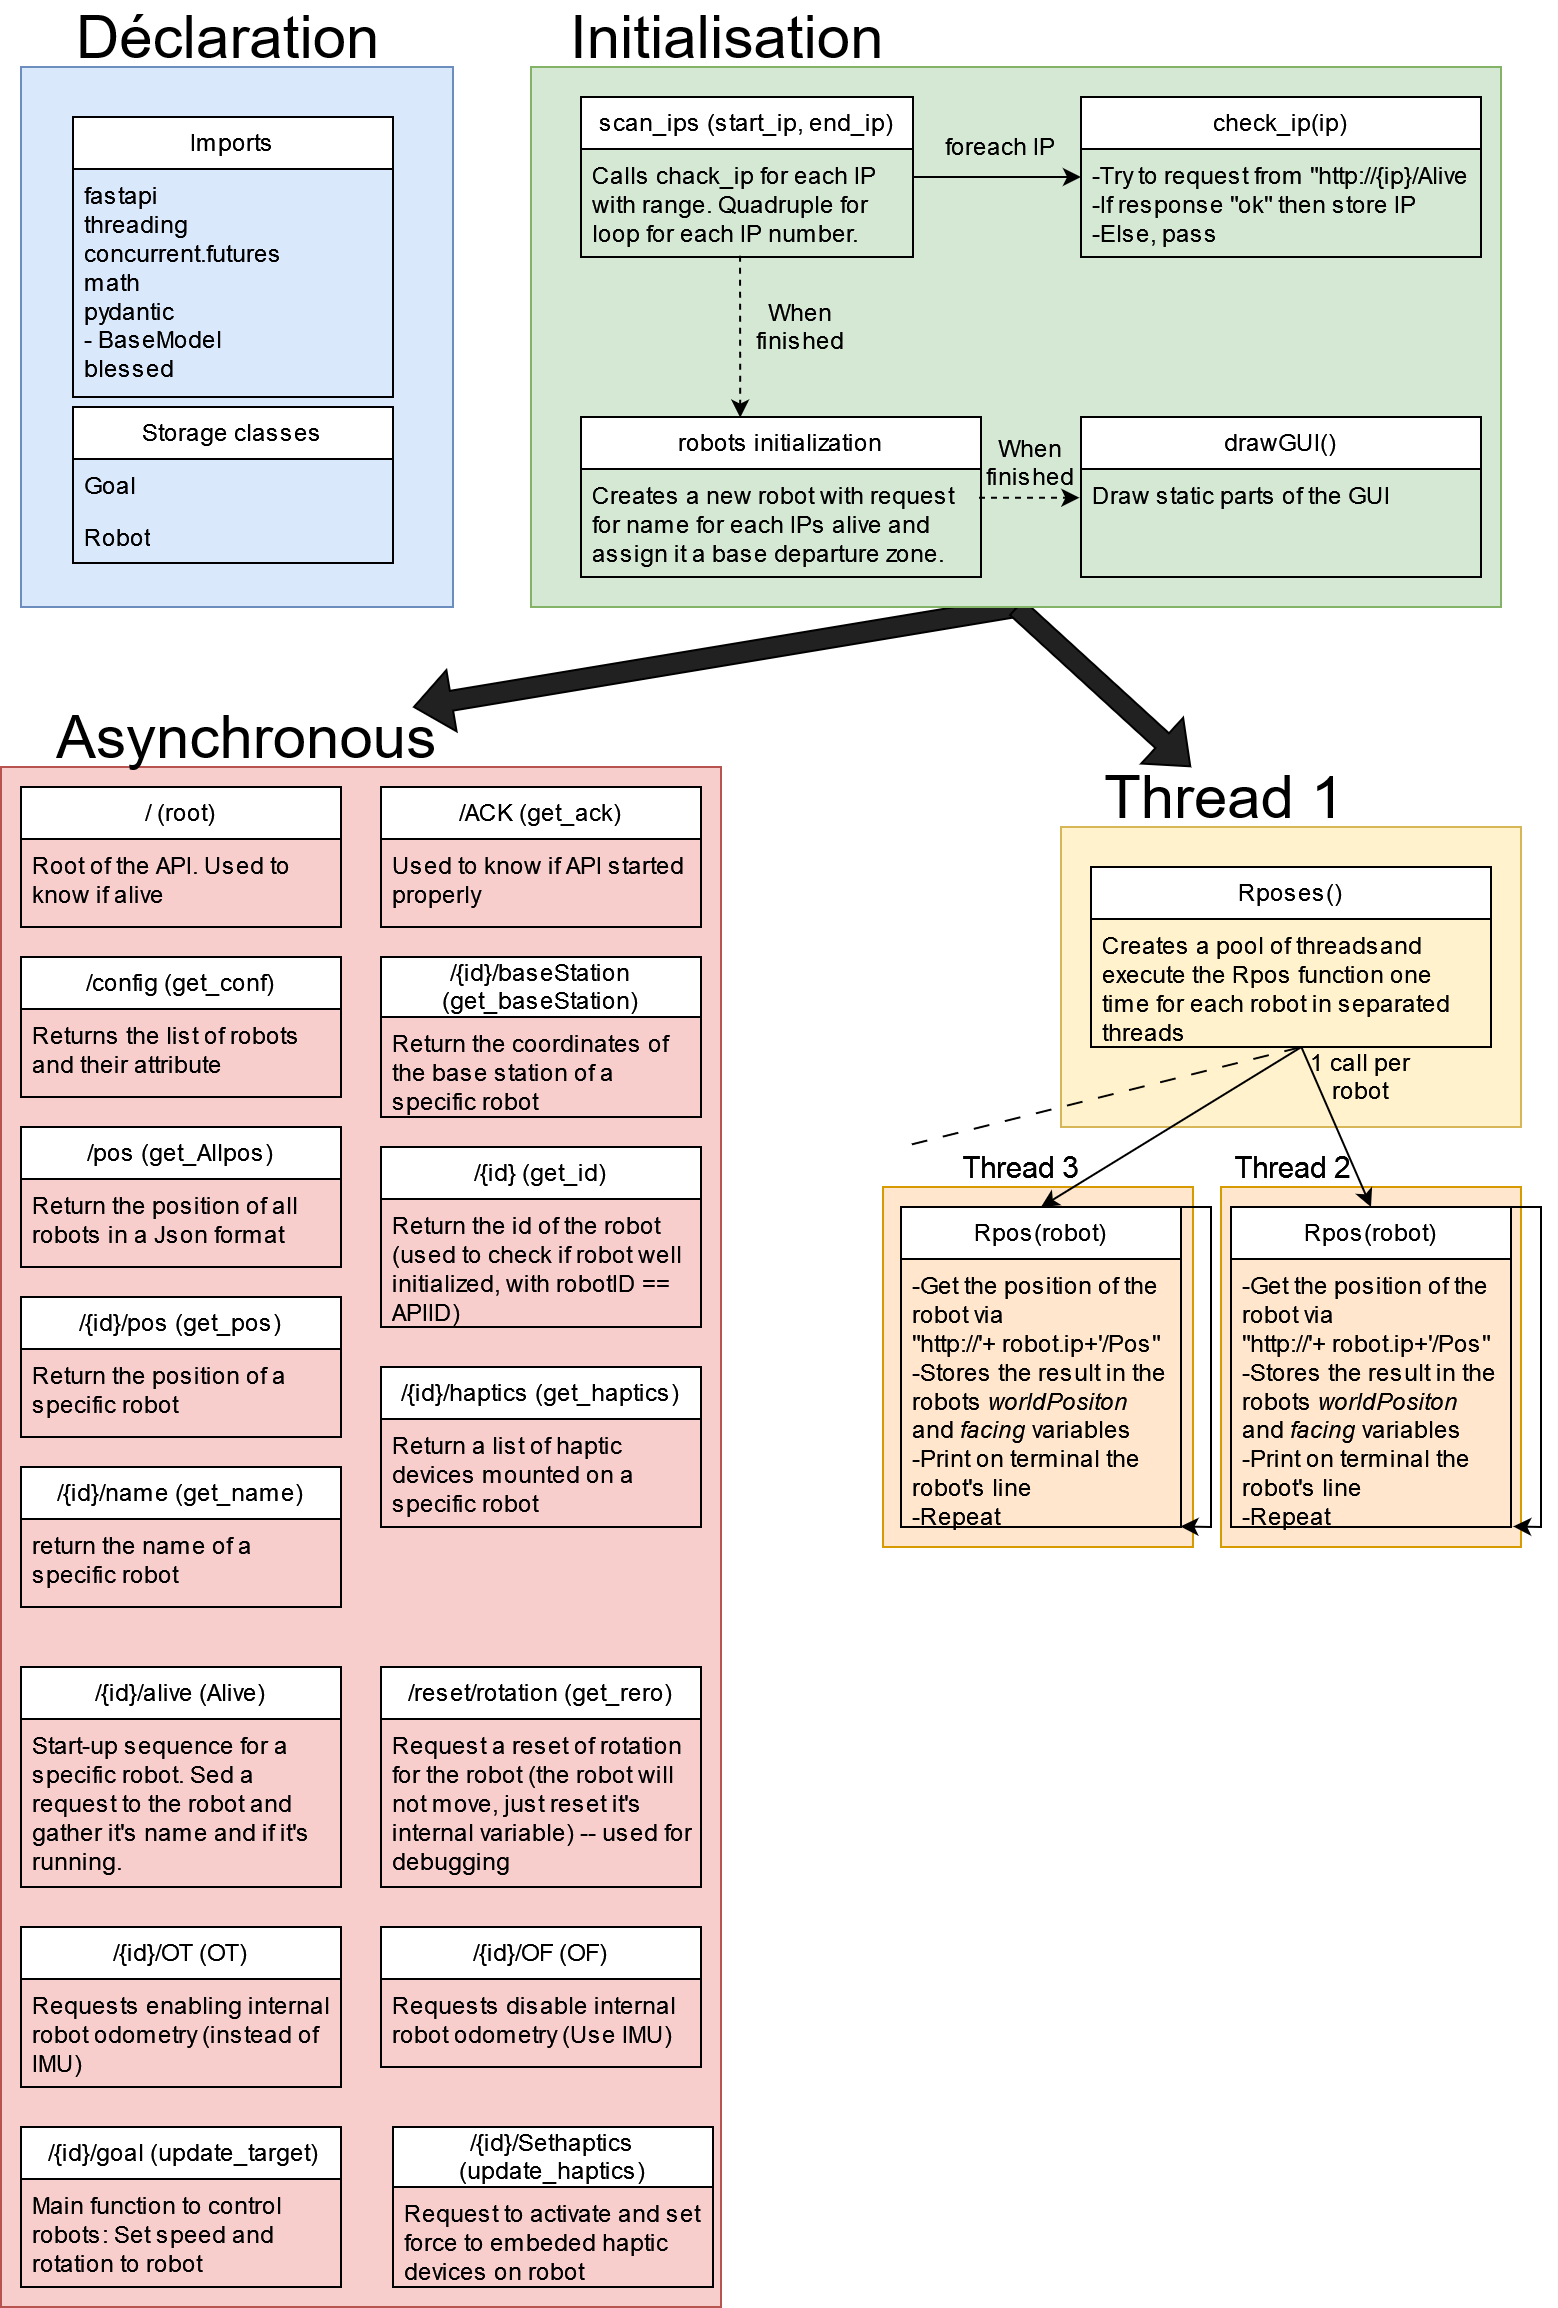 Déclaration
Imports
fastapi
threading
concurrent.futures
math
pydantic
- BaseModel
blessed
Storage classes
Goal
Robot
Initialisation
scan_ips (start_ip, end_ip)
Calls chack_ip for each IP
with range. Quadruple for
loop for each IP number.
foreach IP
check_ip(ip)
-Try to request from "http://{ip}/Alive
-If response "ok" then store IP
-Else, pass
When
finished
robots initialization
Creates a new robot with request
for name for each IPs alive and
assign it a base departure zone.
When
finished
drawGUI()
Draw static parts of the GUI
Asynchronous
/ (root)
Root of the API. Used to
know if alive
/ACK (get_ack)
Used to know if API started
properly
/config (get_conf)
Returns the list of robots
and their attribute
/{id}/baseStation
(get_baseStation)
Return the coordinates of
the base station of a
specific robot
/pos (get_Allpos)
Return the position of all
robots in a Json format
/{id} (get_id)
Return the id of the robot
(used to check if robot well
initialized, with robotID ==
APIID)
/{id}/pos (get_pos)
Return the position of a
specific robot
/{id}/haptics (get_haptics)
Return a list of haptic
devices mounted on a
specific robot
/{id}/name (get_name)
return the name of a
specific robot
/{id}/alive (Alive)
Start-up sequence for a
specific robot. Sed a
request to the robot and
gather it's name and if it's
running.
/reset/rotation (get_rero)
Request a reset of rotation
for the robot (the robot will
not move, just reset it's
internal variable) -- used for
debugging
/{id}/OT (OT)
Requests enabling internal
robot odometry (instead of
IMU)
/{id}/OF (OF)
Requests disable internal
robot odometry (Use IMU)
/{id}/goal (update_target)
Main function to control
robots: Set speed and
rotation to robot
/{id}/Sethaptics
(update_haptics)
Request to activate and set
force to embeded haptic
devices on robot
Thread 1
Rposes()
Creates a pool of threadsand
execute the Rpos function one
time for each robot in separated
threads
1 call per
robot
Thread 3
Rpos(robot)
-Get the position of the
robot via
"http://'+ robot.ip+'/Pos"
-Stores the result in the
robots worldPositon
and facing variables
-Print on terminal the
robot's line
-Repeat
Thread 2
Rpos(robot)
-Get the position of the
robot via
"http://'+ robot.ip+'/Pos"
-Stores the result in the
robots worldPositon
and facing variables
-Print on terminal the
robot's line
-Repeat